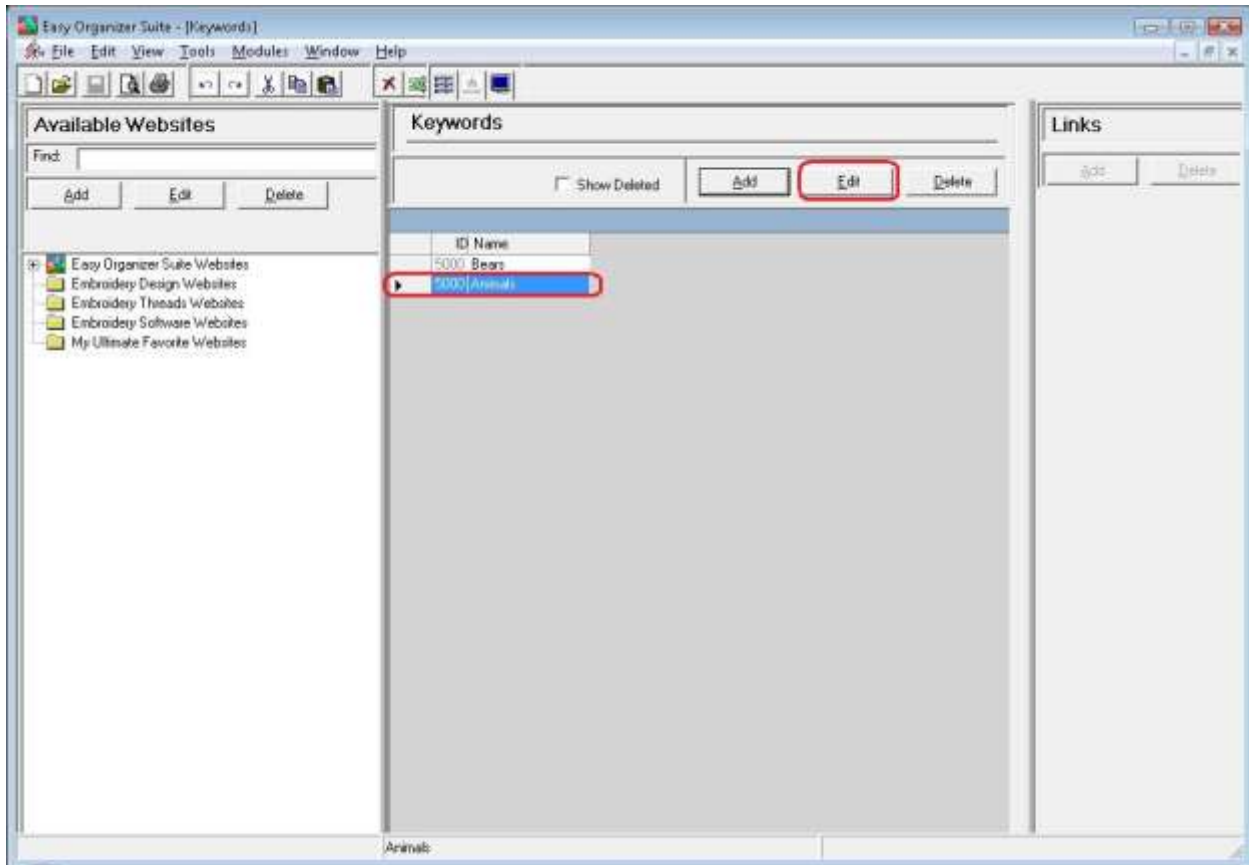 Easy Organizer Suite - [Keywords]
File Edit View Tools Modules Window Help
Available Websites
Find:
Add Edit Delete
Easy Organizer Suite Websites
Embroidery Design Websites
Embroidery Threads Websites
Embroidery Software Websites
My Ultimate Favorite Websites
Keywords
Show Deleted Add Edit Delete
ID Name
5000 Bears
5000 Animals
Links
Add Delete
Animals